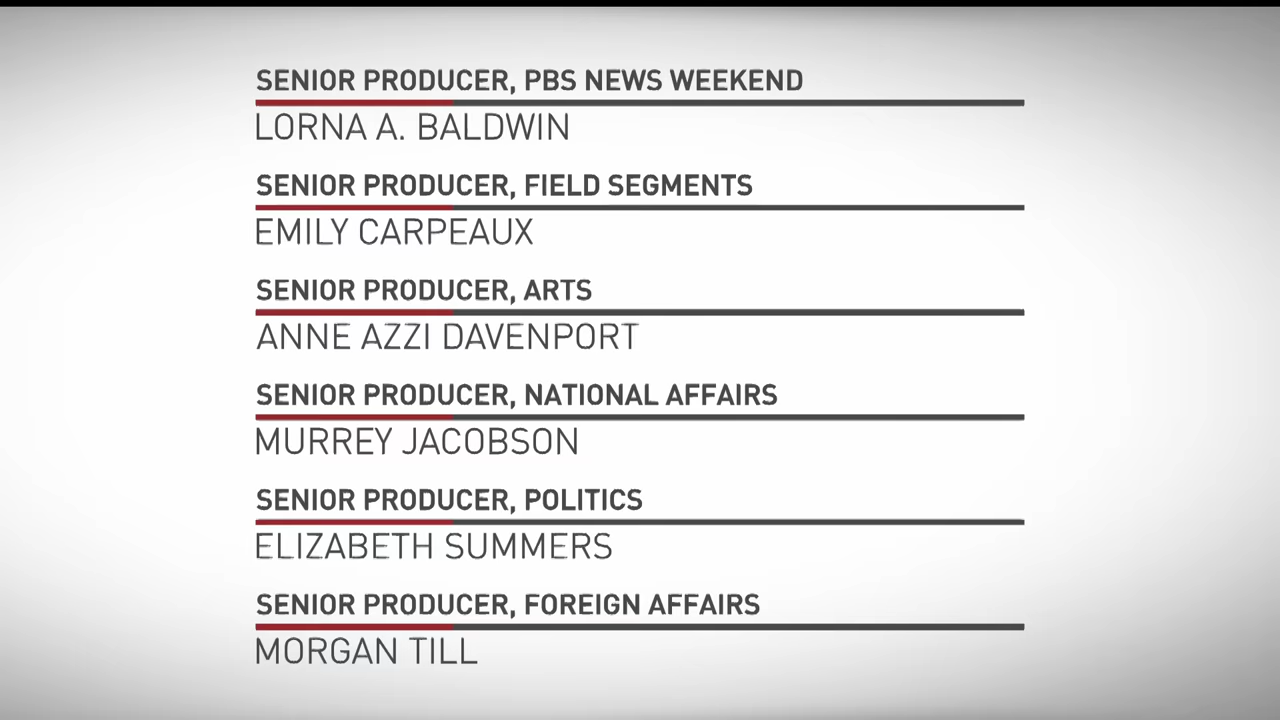 SENIOR PRODUCER, PBS NEWS WEEKEND
LORNA A. BALDWIN
SENIOR PRODUCER, FIELD SEGMENTS
EMILY CARPEAUX
SENIOR PRODUCER, ARTS
ANNE AZZI DAVENPORT
SENIOR PRODUCER, NATIONAL AFFAIRS
MURREY JACOBSON
SENIOR PRODUCER, POLITICS
ELIZABETH SUMMERS
SENIOR PRODUCER, FOREIGN AFFAIRS
MORGAN TILL